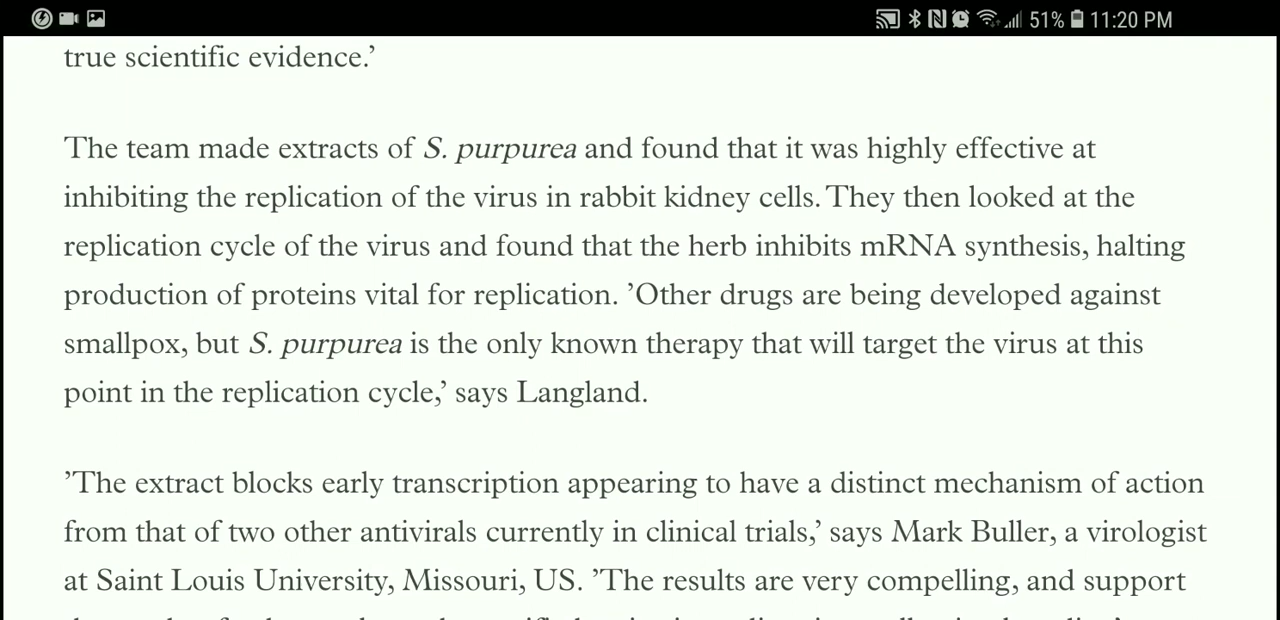 51% 11:20 PM
true scientific evidence.’
The team made extracts of S. purpurea and found that it was highly effective at
inhibiting the replication of the virus in rabbit kidney cells. They then looked at the
replication cycle of the virus and found that the herb inhibits mRNA synthesis, halting
production of proteins vital for replication. ’Other drugs are being developed against
smallpox, but S. purpurea is the only known therapy that will target the virus at this
point in the replication cycle,’ says Langland.
’The extract blocks early transcription appearing to have a distinct mechanism of action
from that of two other antivirals currently in clinical trials,’ says Mark Buller, a virologist
at Saint Louis University, Missouri, US. ’The results are very compelling, and support